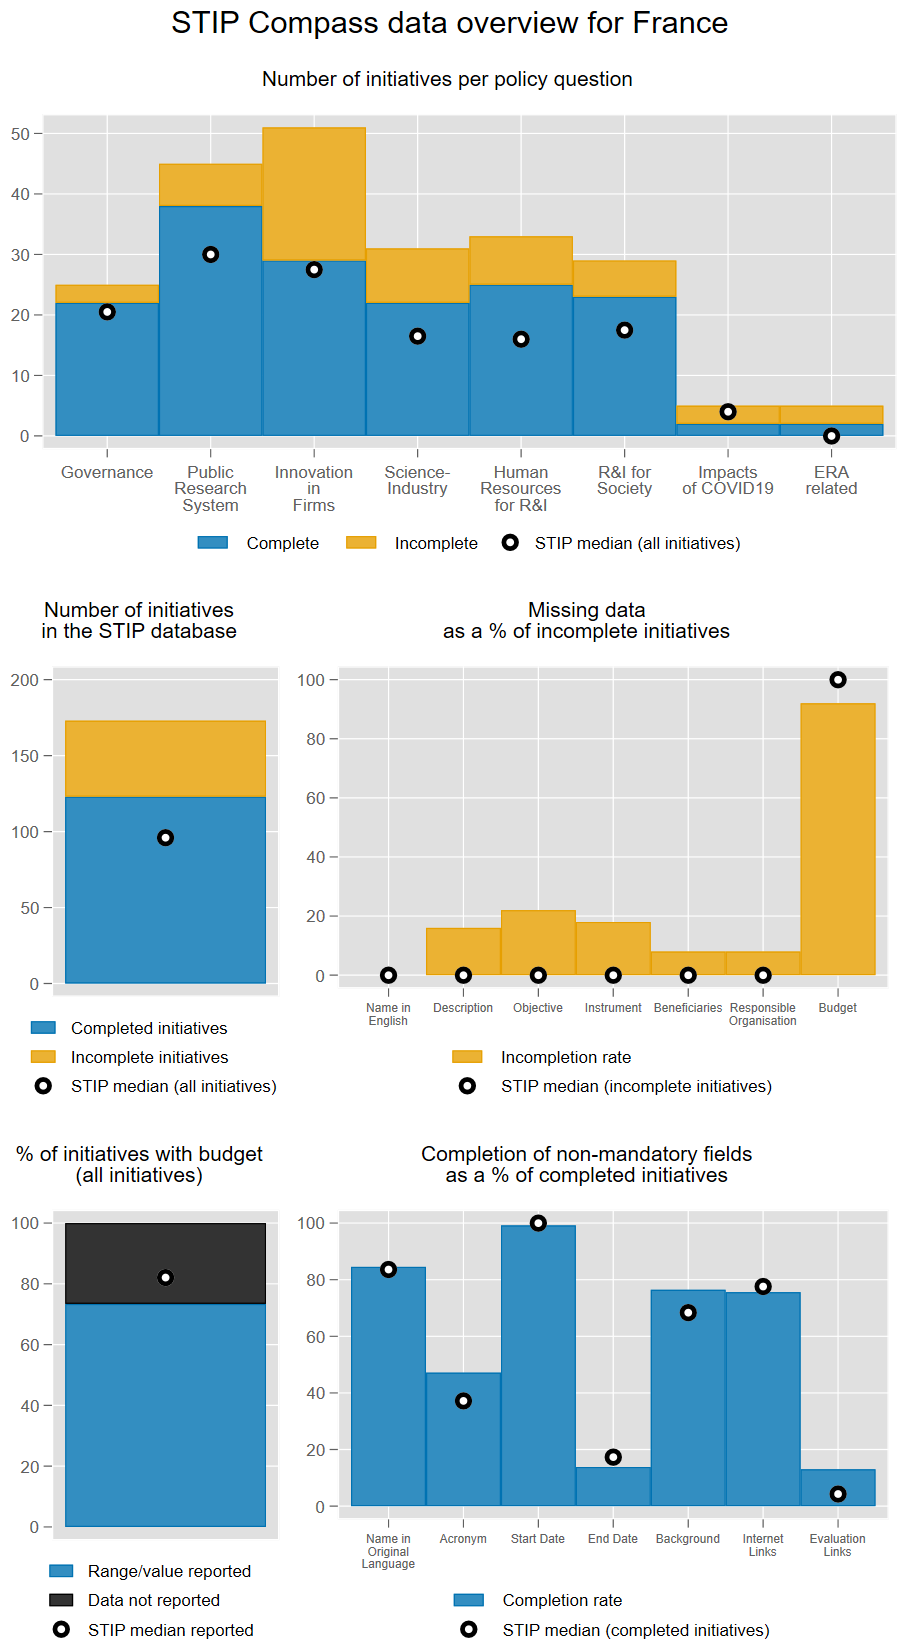 STIP Compass data overview for France
Number of initiatives per policy question
50
40
30
20
10
0
Governance
Public
Research
System
Innovation
in
Firms
Science-
Industry
Human
Resources
for R&I
R&I for
Society
Impacts
of COVID19
ERA
related
Complete
Incomplete
STIP median (all initiatives)
Number of initiatives
in the STIP database
200
150
100
50
0
Completed initiatives
Incomplete initiatives
STIP median (all initiatives)
Missing data
as a % of incomplete initiatives
100
80
60
40
20
0
Name in
English
Description
Objective
Instrument
Beneficiaries
Responsible
Organisation
Budget
Incompletion rate
STIP median (incomplete initiatives)
% of initiatives with budget
(all initiatives)
100
80
60
40
20
0
Range/value reported
Data not reported
STIP median reported
Completion of non-mandatory fields
as a % of completed initiatives
100
80
60
40
20
0
Name in
Original
Language
Acronym
Start Date
End Date
Background
Internet
Links
Evaluation
Links
Completion rate
STIP median (completed initiatives)